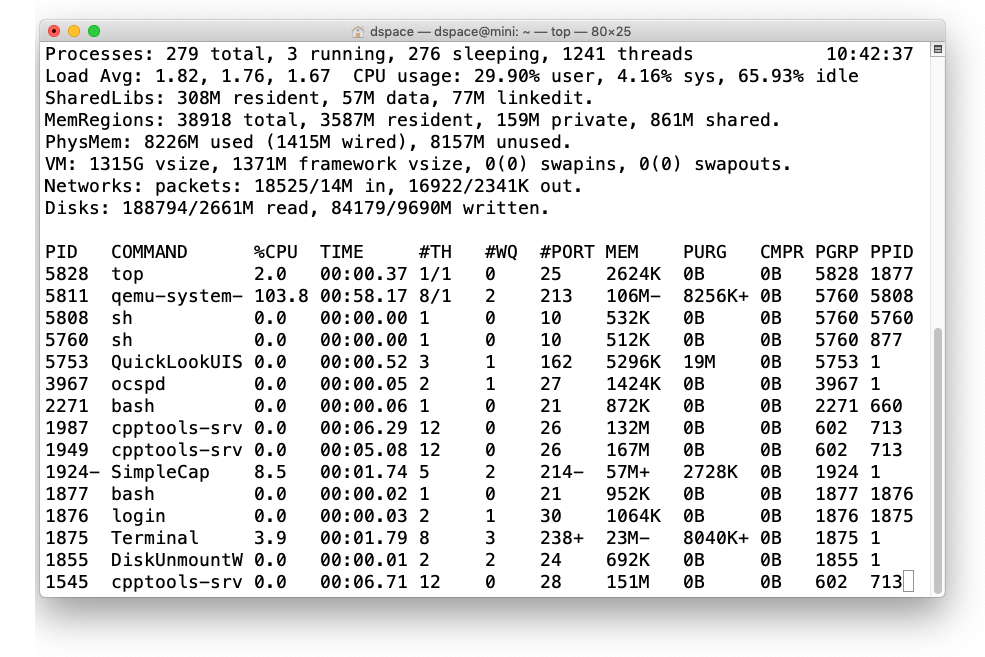 dspace — dspace@mini: ~ — top — 80×25
Processes: 279 total, 3 running, 276 sleeping, 1241 threads 10:42:37
Load Avg: 1.82, 1.76, 1.67 CPU usage: 29.90% user, 4.16% sys, 65.93% idle
SharedLibs: 308M resident, 57M data, 77M linkedit.
MemRegions: 38918 total, 3587M resident, 159M private, 861M shared.
PhysMem: 8226M used (1415M wired), 8157M unused.
VM: 1315G vsize, 1371M framework vsize, 0(0) swapins, 0(0) swapouts.
Networks: packets: 18525/14M in, 16922/2341K out.
Disks: 188794/2661M read, 84179/9690M written.
PID COMMAND %CPU TIME #TH #WQ #PORT MEM PURG CMPR PGRP PPID
5828 top 2.0 00:00.37 1/1 0 25 2624K 0B 0B 5828 1877
5811 qemu-system- 103.8 00:58.17 8/1 2 213 106M- 8256K+ 0B 5760 5808
5808 sh 0.0 00:00.00 1 0 10 532K 0B 0B 5760 5760
5760 sh 0.0 00:00.00 1 0 10 512K 0B 0B 5760 877
5753 QuickLookUIS 0.0 00:00.52 3 1 162 5296K 19M 0B 5753 1
3967 ocspd 0.0 00:00.05 2 1 27 1424K 0B 0B 3967 1
2271 bash 0.0 00:00.06 1 0 21 872K 0B 0B 2271 660
1987 cpptools-srv 0.0 00:06.29 12 0 26 132M 0B 0B 602 713
1949 cpptools-srv 0.0 00:05.08 12 0 26 167M 0B 0B 602 713
1924- SimpleCap 8.5 00:01.74 5 2 214- 57M+ 2728K 0B 1924 1
1877 bash 0.0 00:00.02 1 0 21 952K 0B 0B 1877 1876
1876 login 0.0 00:00.03 2 1 30 1064K 0B 0B 1876 1875
1875 Terminal 3.9 00:01.79 8 3 238+ 23M- 8040K+ 0B 1875 1
1855 DiskUnmountW 0.0 00:00.01 2 2 24 692K 0B 0B 1855 1
1545 cpptools-srv 0.0 00:06.71 12 0 28 151M 0B 0B 602 713